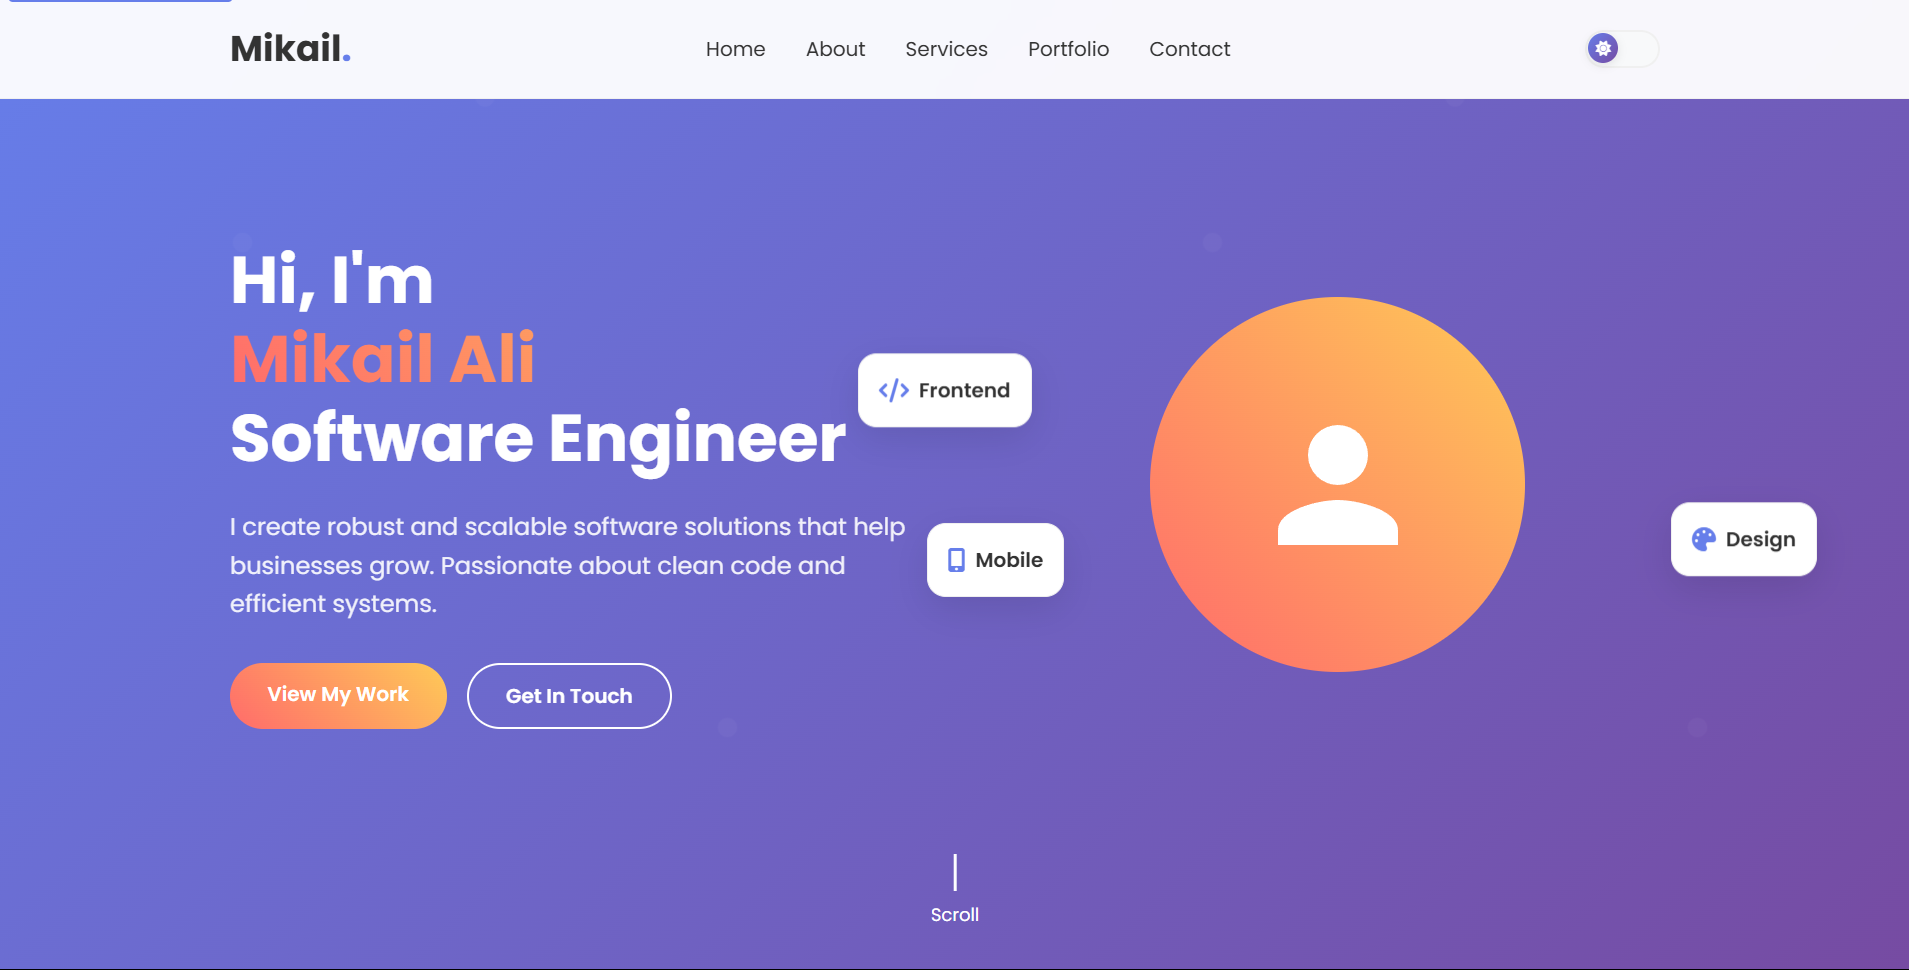 Mikail.
Home
About
Services
Portfolio
Contact
Hi, I'm
Mikail Ali
Software Engineer
I create robust and scalable software solutions that help
businesses grow. Passionate about clean code and
efficient systems.
View My Work
Get In Touch
Frontend
Mobile
Design
Scroll